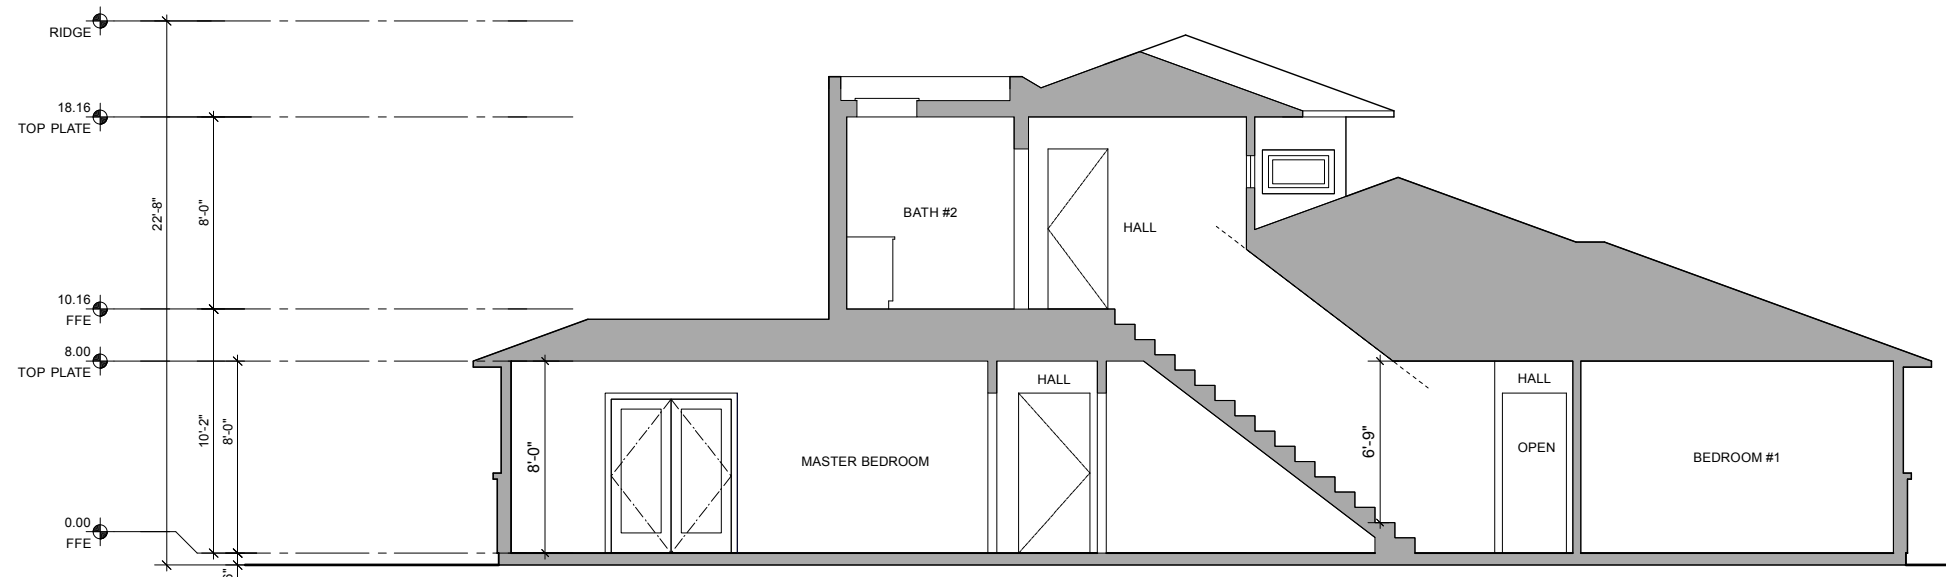 RIDGE
18.16
TOP PLATE
22'-8"
8'-0"
BATH #2
HALL
10.16
FFE
8.00
TOP PLATE
HALL
HALL
10'-2"
8'-0"
8'-0"
6'-9"
MASTER BEDROOM
OPEN
BEDROOM #1
0.00
FFE